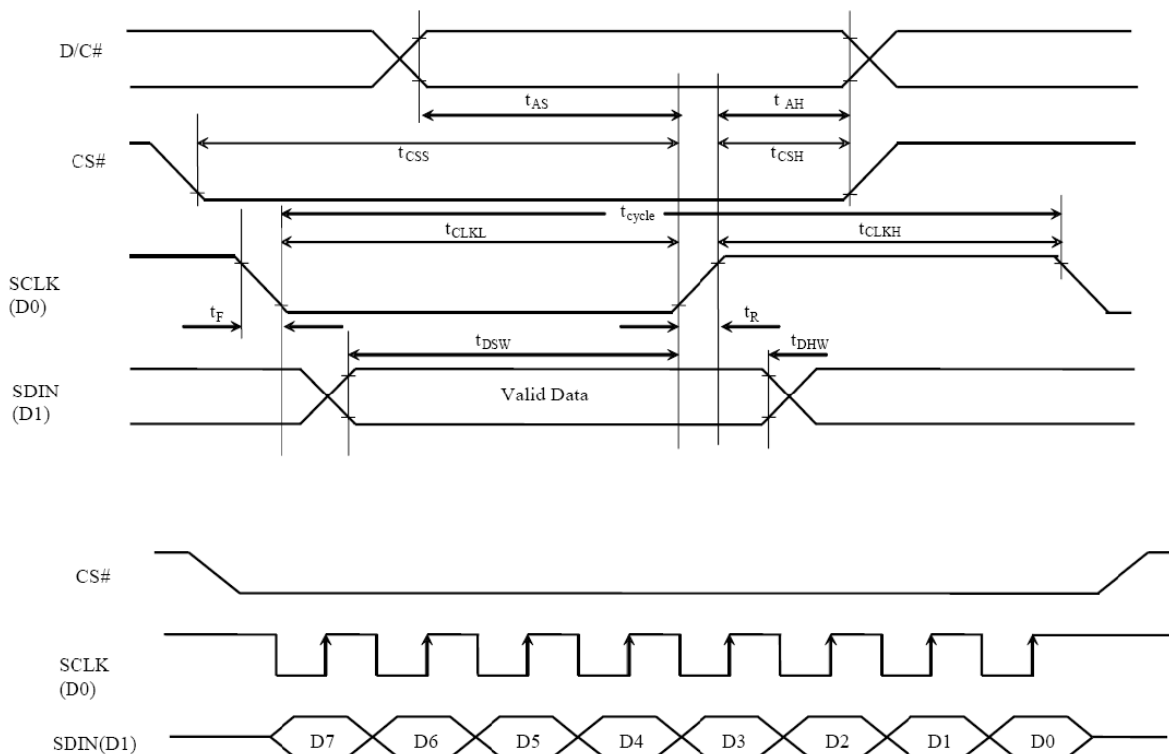 D/C#
tAS
t AH
CS#
tCSS
tCSH
tcycle
tCLKL
tCLKH
SCLK
(D0)
tF
tR
tDSW
tDHW
SDIN
(D1)
Valid Data
CS#
SCLK
(D0)
SDIN(D1)
D7 D6 D5 D4 D3 D2 D1 D0